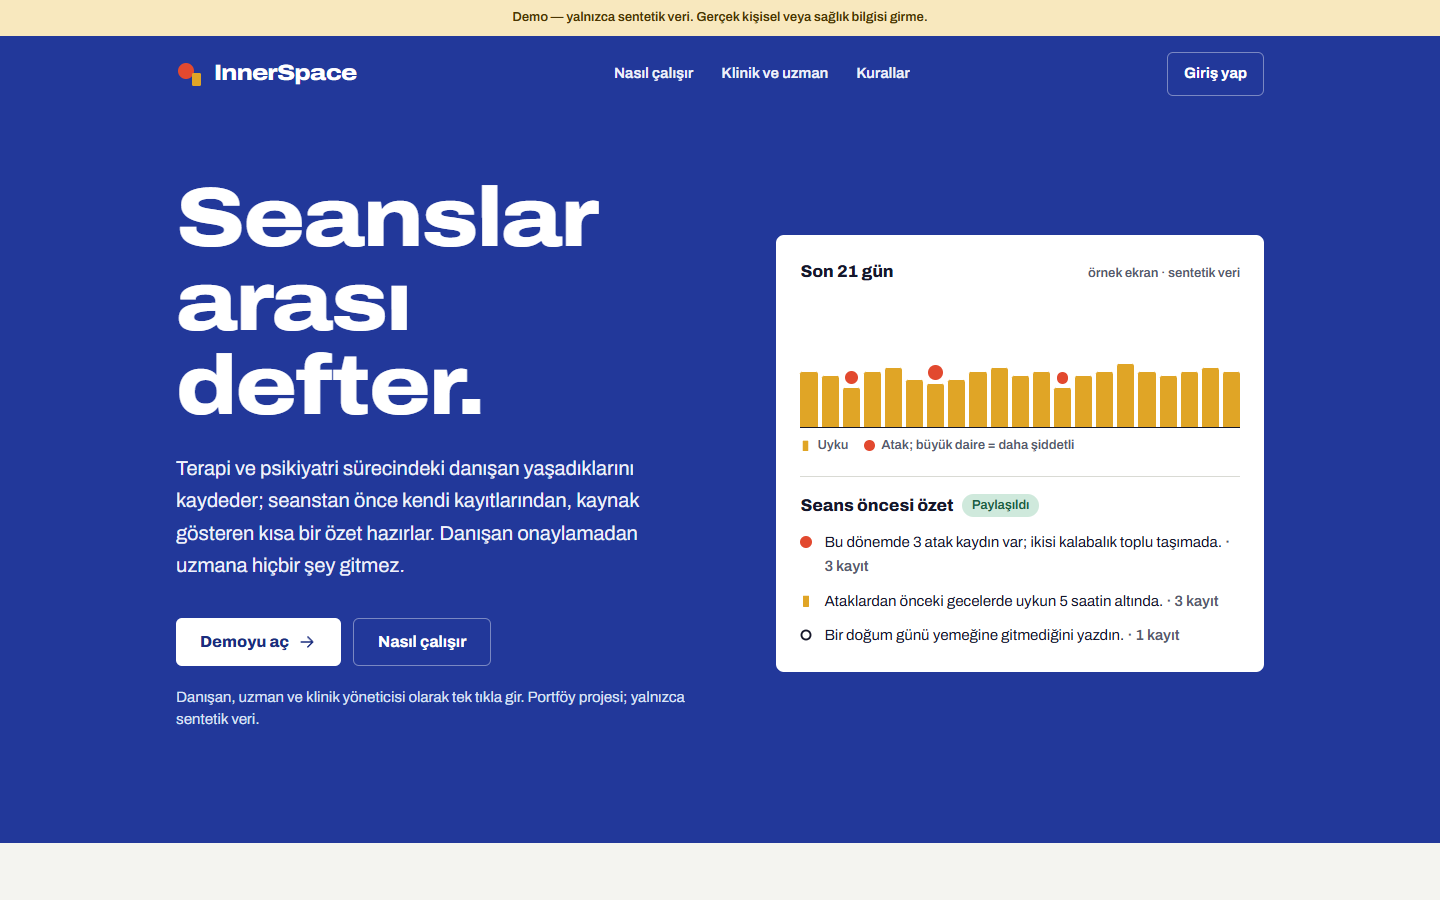 Demo — yalnızca sentetik veri. Gerçek kişisel veya sağlık bilgisi girme.
InnerSpace
Nasıl çalışır
Klinik ve uzman
Kurallar
Giriş yap
Seanslar
arası
defter.
Terapi ve psikiyatri sürecindeki danışan yaşadıklarını
kaydeder; seanstan önce kendi kayıtlarından, kaynak
gösteren kısa bir özet hazırlar. Danışan onaylamadan
uzmana hiçbir şey gitmez.
Demoyu aç →
Nasıl çalışır
Danışan, uzman ve klinik yöneticisi olarak tek tıkla gir. Portföy projesi; yalnızca
sentetik veri.
Son 21 gün
örnek ekran · sentetik veri
Uyku
Atak; büyük daire = daha şiddetli
Seans öncesi özet
Paylaşıldı
Bu dönemde 3 atak kaydın var; ikisi kalabalık toplu taşımada. ·
3 kayıt
Ataklardan önceki gecelerde uykun 5 saatin altında. · 3 kayıt
Bir doğum günü yemeğine gitmediğini yazdın. · 1 kayıt